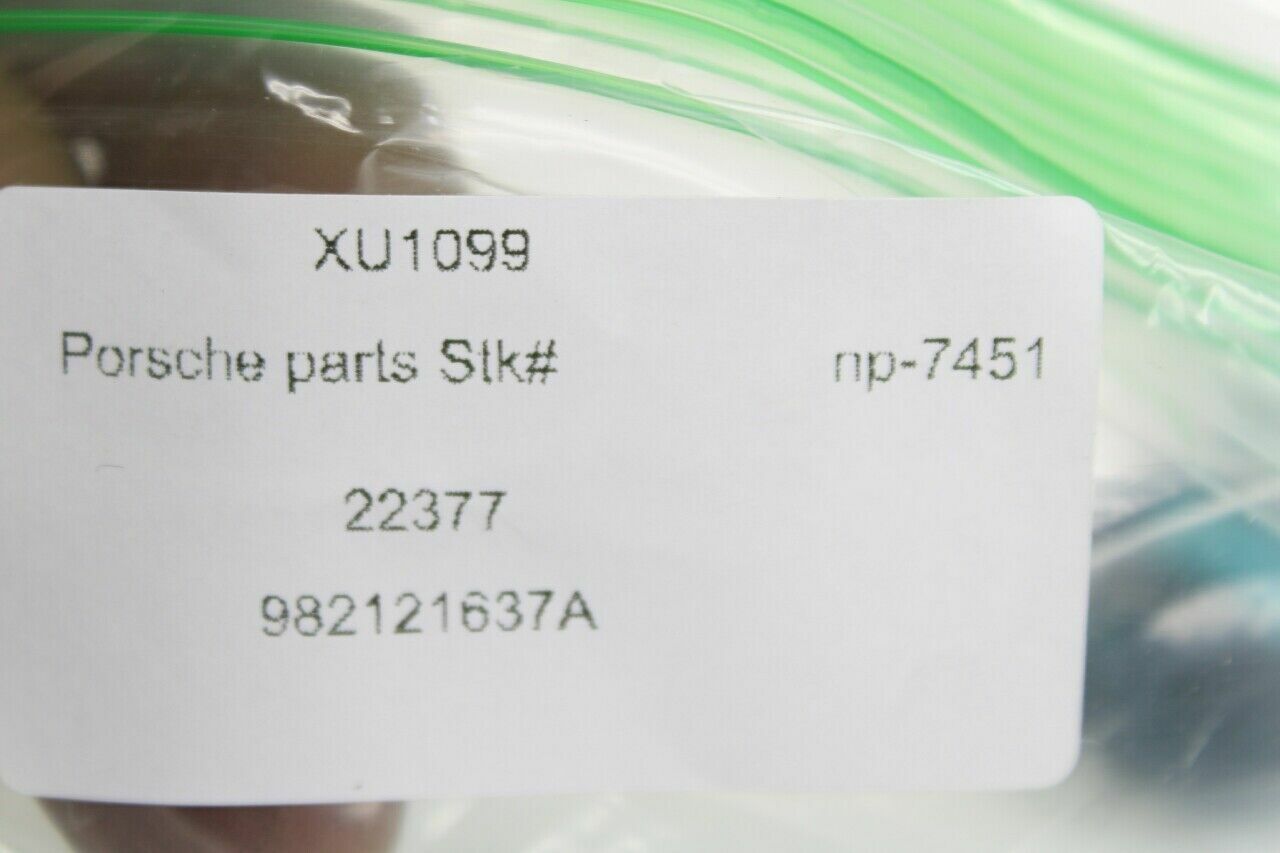 XU1099
Porsche parts Stk# np-7451
22377
982121637A